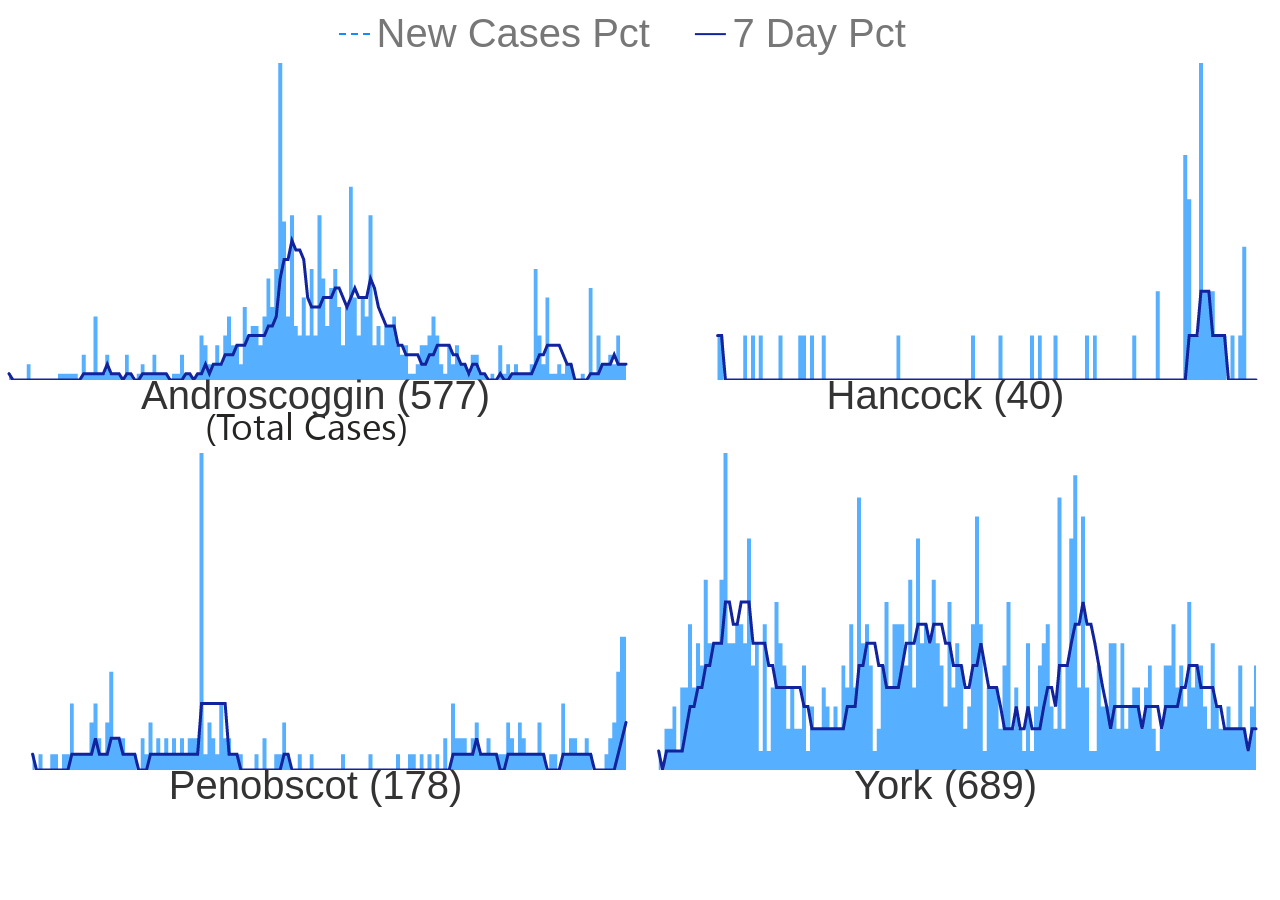 New Cases Pct 7 Day Pct
Androscoggin (577)
(Total Cases)
Hancock (40)
Penobscot (178)
York (689)